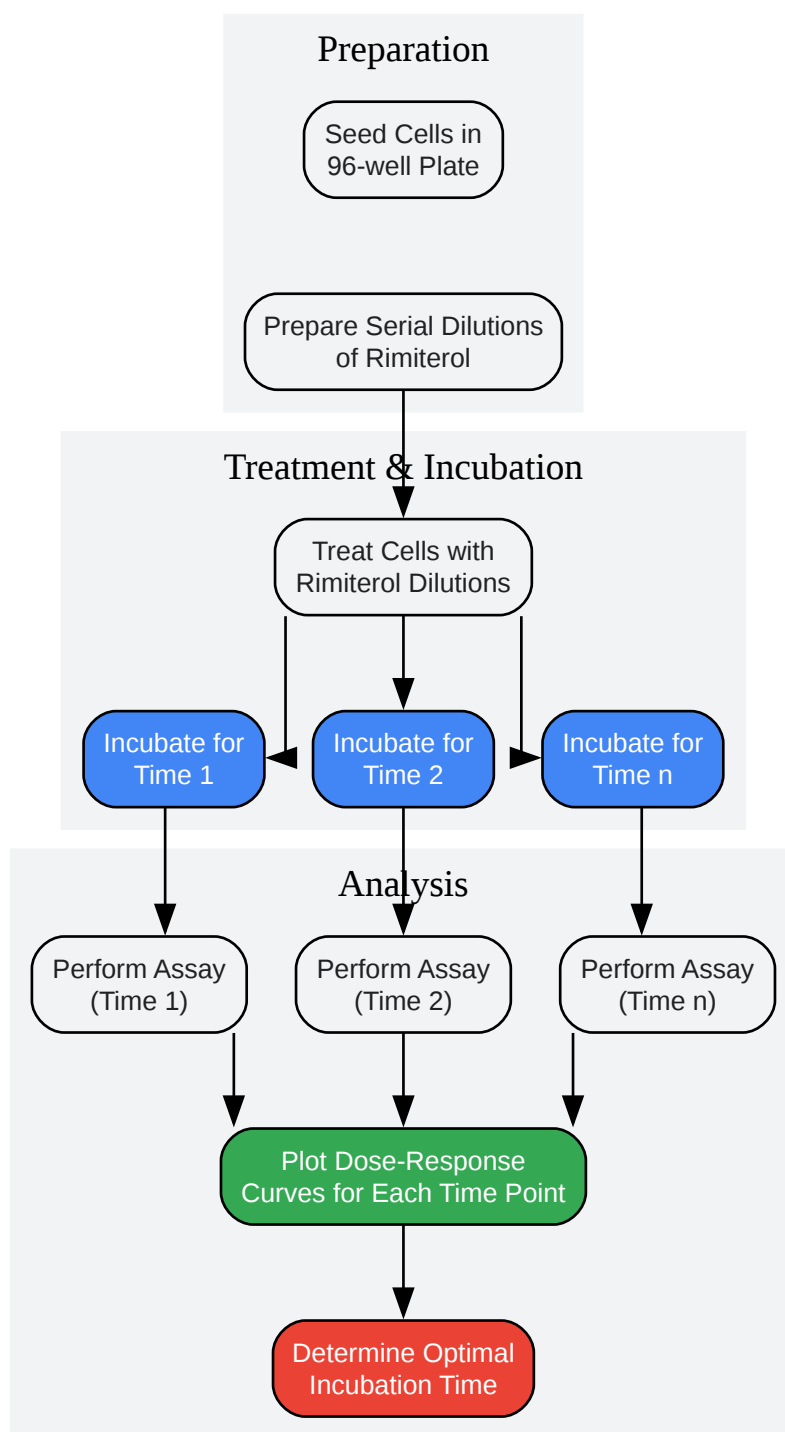 Preparation
Seed Cells in
96-well Plate
Prepare Serial Dilutions
of Rimiterol
Treatment & Incubation
Treat Cells with
Rimiterol Dilutions
Incubate for
Time 1
Incubate for
Time 2
Incubate for
Time n
Analysis
Perform Assay
(Time 1)
Perform Assay
(Time 2)
Perform Assay
(Time n)
Plot Dose-Response
Curves for Each Time Point
Determine Optimal
Incubation Time